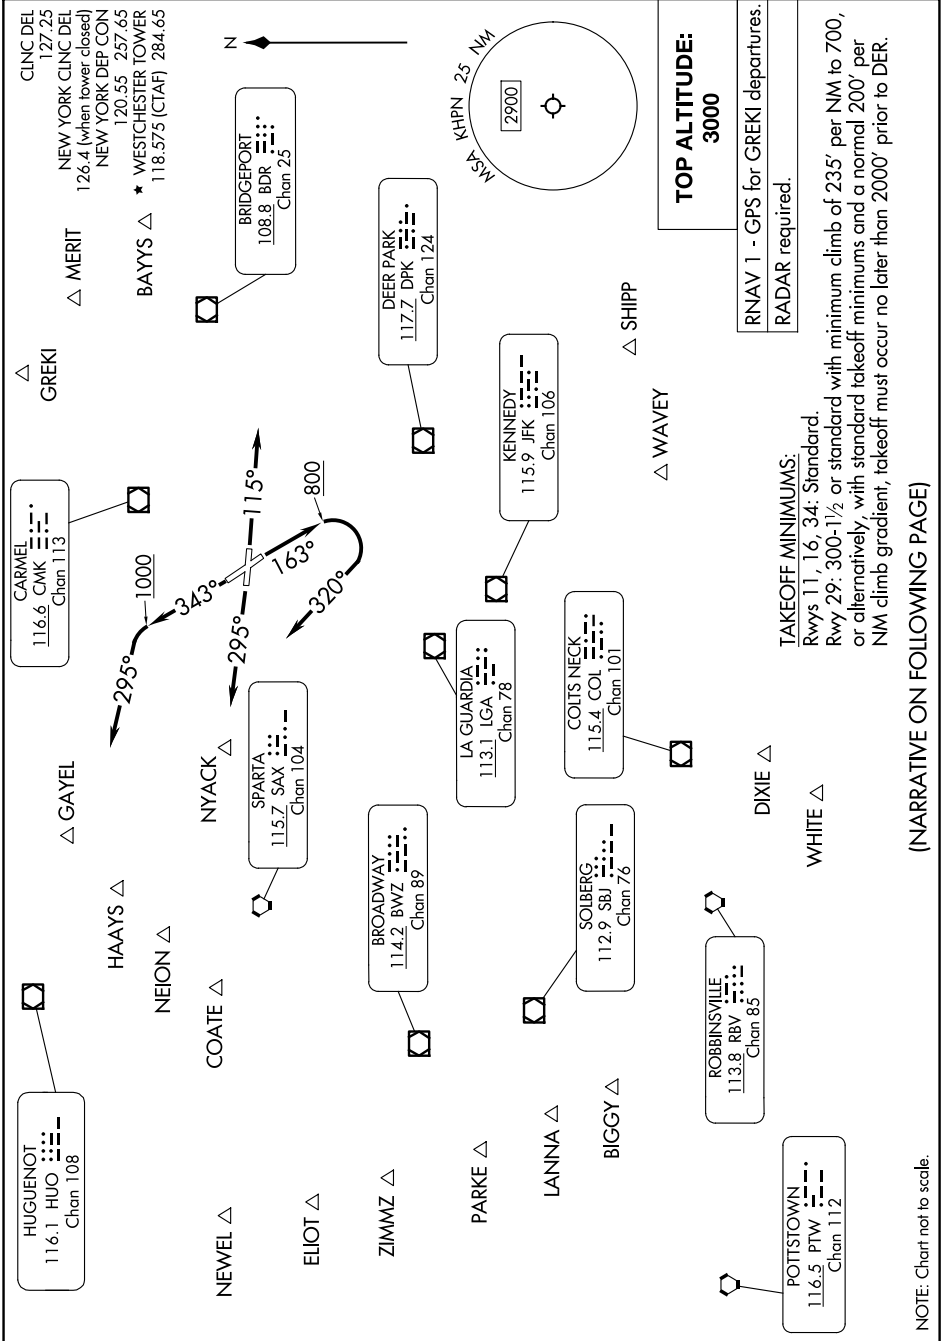 CLNC DEL
127.25
NEW YORK CLNC DEL
126.4 (when tower closed)
NEW YORK DEP CON
120.55 257.65
★ WESTCHESTER TOWER
118.575 (CTAF) 284.65
N
MSA KHPN 25 NM
2900
TOP ALTITUDE:
3000
RNAV 1 - GPS for GREKI departures.
RADAR required.
HUGUENOT
116.1 HUO
Chan 108
CARMEL
116.6 CMK
Chan 113
GREKI
MERIT
BAYYS
BRIDGEPORT
108.8 BDR
Chan 25
GAYEL
HAAYS
NEION
COATE
NEWEL
ELIOT
ZIMMZ
PARKE
LANNA
BIGGY
NYACK
SPARTA
115.7 SAX
Chan 104
295°
1000
343°
295°
115°
163°
800
320°
DEER PARK
117.7 DPK
Chan 124
BROADWAY
114.2 BWZ
Chan 89
LA GUARDIA
113.1 LGA
Chan 78
KENNEDY
115.9 JFK
Chan 106
SHIPP
WAVEY
SOLBERG
112.9 SBJ
Chan 76
COLTS NECK
115.4 COL
Chan 101
ROBBINSVILLE
113.8 RBV
Chan 85
DIXIE
WHITE
POTTSTOWN
116.5 PTW
Chan 112
TAKEOFF MINIMUMS:
Rwys 11, 16, 34: Standard.
Rwy 29: 300-1½ or standard with minimum climb of 235' per NM to 700,
or alternatively, with standard takeoff minimums and a normal 200' per
NM climb gradient, takeoff must occur no later than 2000' prior to DER.
(NARRATIVE ON FOLLOWING PAGE)
NOTE: Chart not to scale.